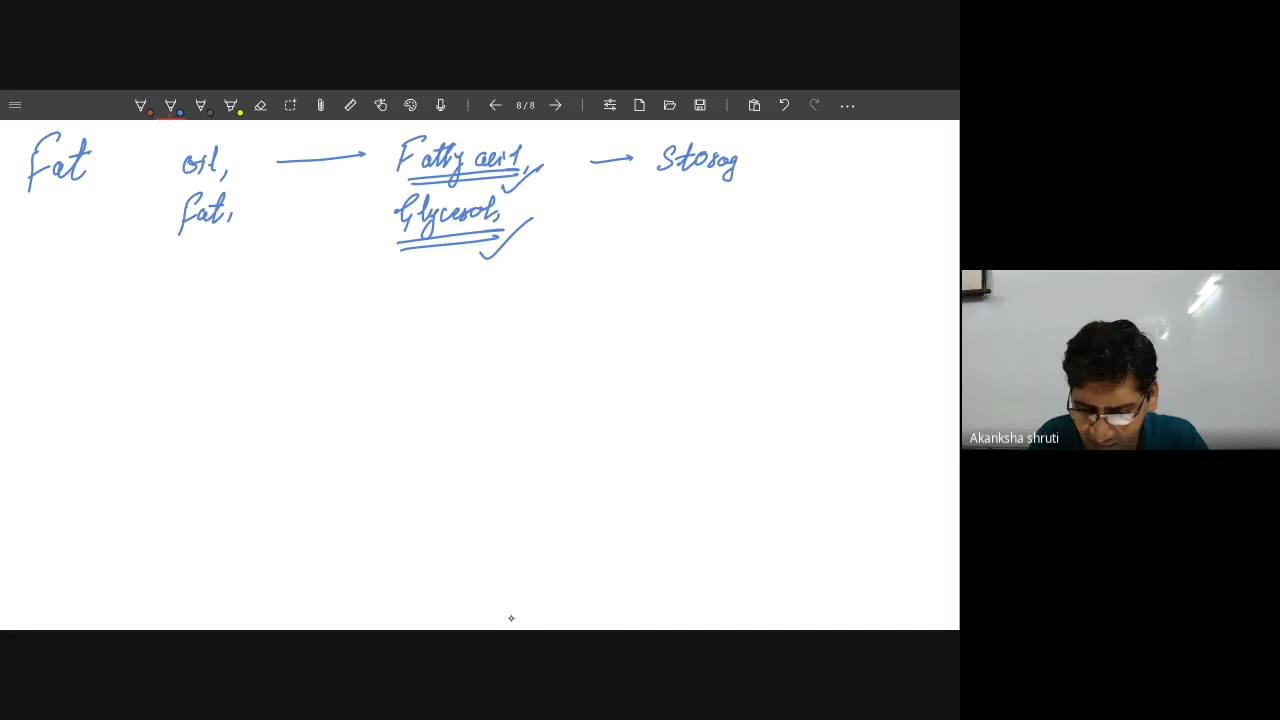 8/8
Fat oil, → Fatty acid, → Storag
fat, Glycerol,
Akanksha shruti